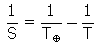 1/S = 1/T⊕ − 1/T